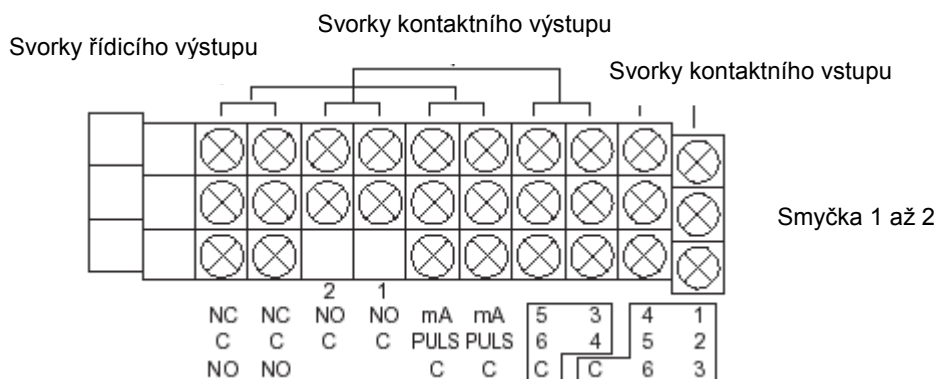 Svorky kontaktního výstupu
Svorky řídicího výstupu
Svorky kontaktního vstupu
Smyčka 1 až 2
2 1
NC NC NO NO mA mA 5 3 4 1
C C C C PULS PULS 6 4 5 2
NO NO C C C C 6 3